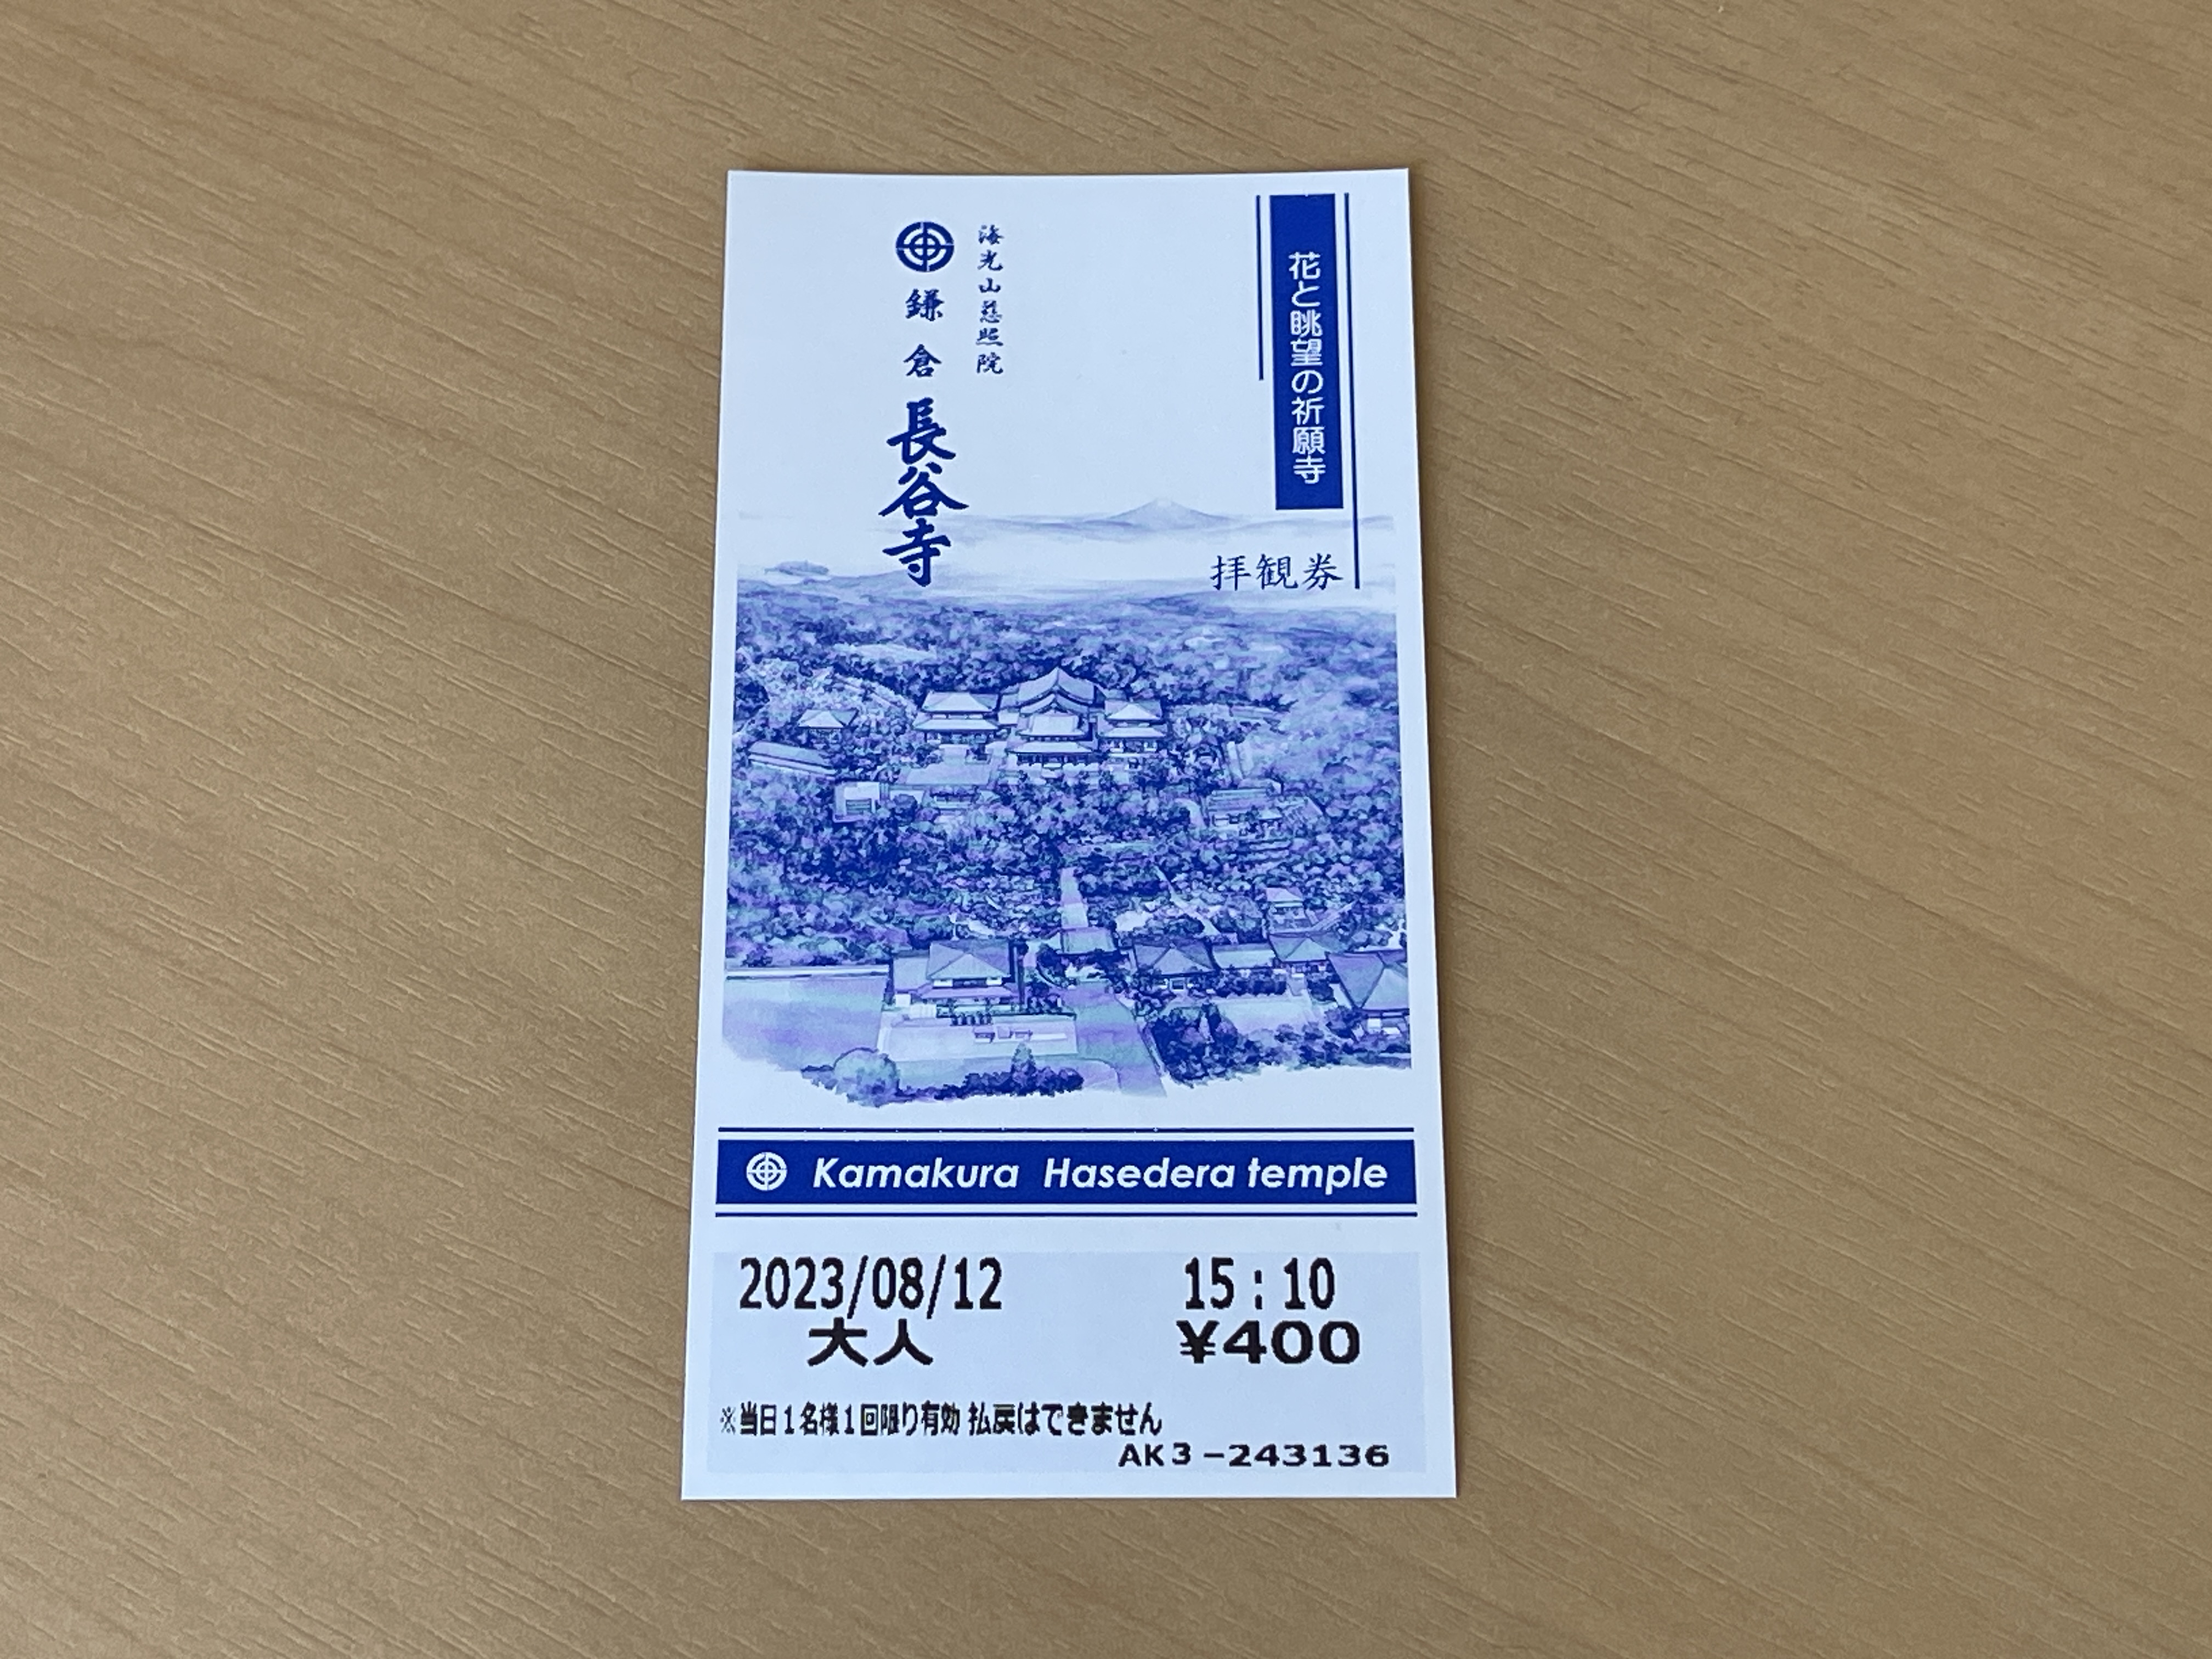 花と眺望の祈願寺
拝観券
海光山慈照院
鎌倉 長谷寺
Kamakura Hasedera temple
2023/08/12 15:10
大人 ¥400
※当日1名様1回限り有効 払戻はできません
AK3-243136